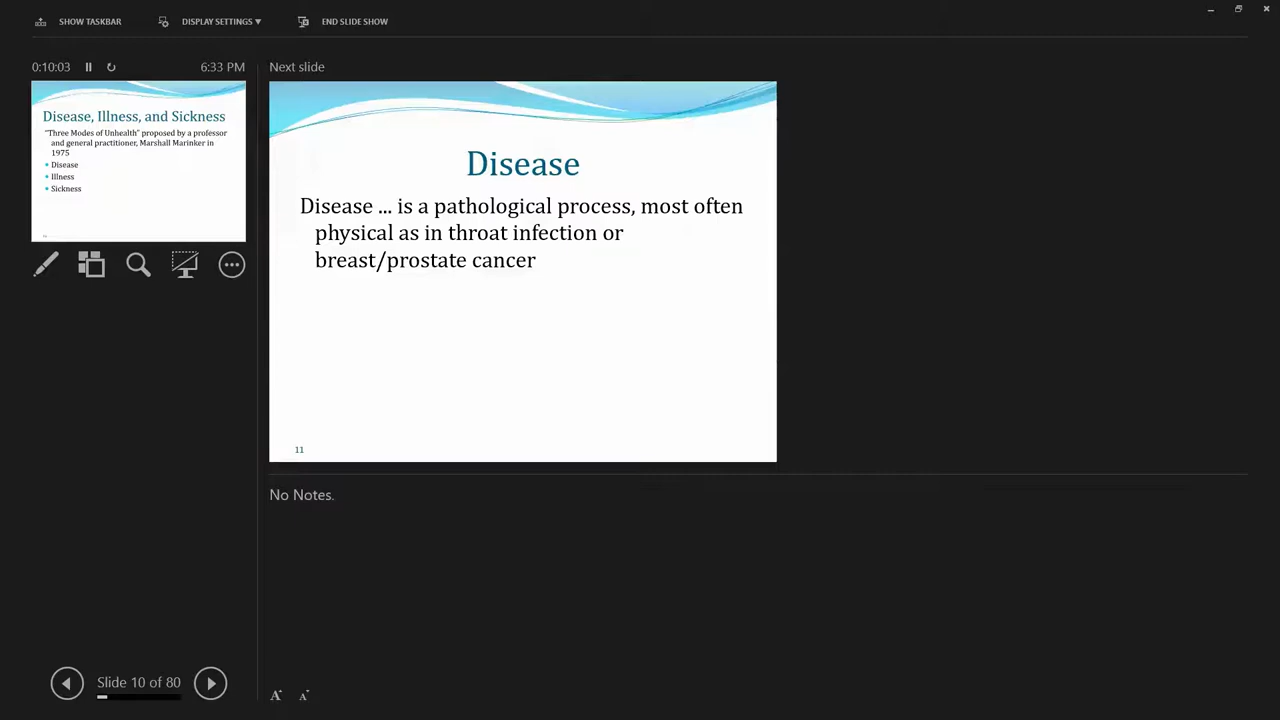 SHOW TASKBAR
DISPLAY SETTINGS ▼
END SLIDE SHOW
0:10:03
6:33 PM
Disease, Illness, and Sickness
"Three Modes of Unhealth" proposed by a professor
and general practitioner, Marshall Marinker in
1975
Disease
Illness
Sickness
Next slide
Disease
Disease ... is a pathological process, most often
physical as in throat infection or
breast/prostate cancer
11
No Notes.
Slide 10 of 80
A
A